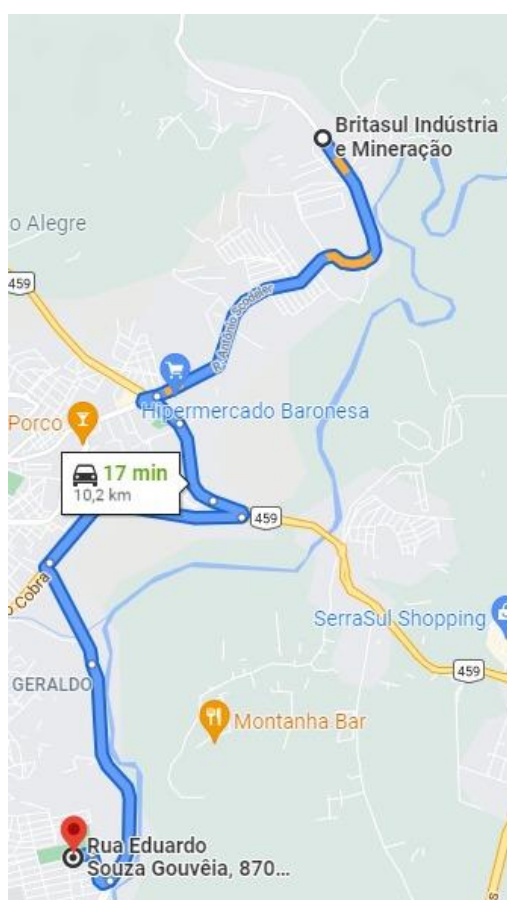 Britasul Indústria
e Mineração
o Alegre
459
R. Antônio Scodeler
Hipermercado Baronesa
Porco
17 min
10,2 km
459
o Cobra
SerraSul Shopping
459
GERALDO
Montanha Bar
Rua Eduardo
Souza Gouvêia, 870...
s